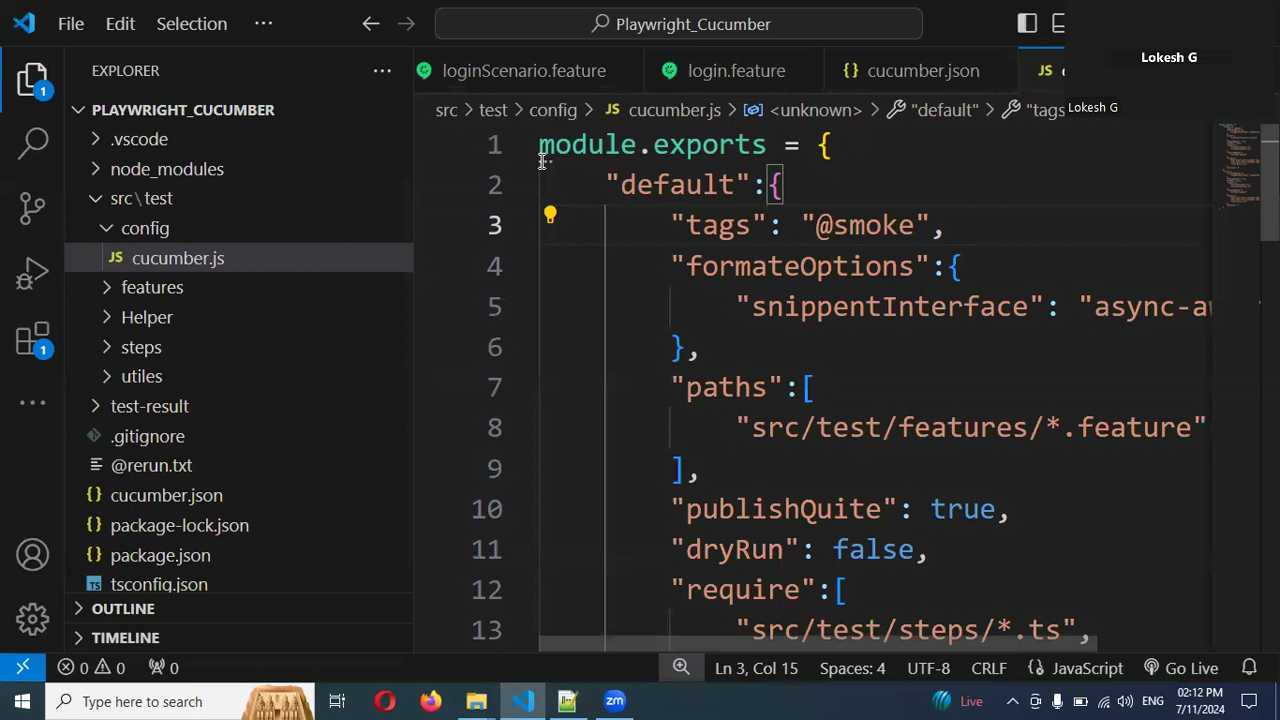 File Edit Selection ··· Playwright_Cucumber
Lokesh G
Lokesh G
EXPLORER ···
loginScenario.feature login.feature {} cucumber.json JS
src > test > config > JS cucumber.js > <unknown> > "default" > "tags
PLAYWRIGHT_CUCUMBER
.vscode
node_modules
src\test
config
JS cucumber.js
features
Helper
steps
utiles
test-result
.gitignore
@rerun.txt
{} cucumber.json
{} package-lock.json
{} package.json
tsconfig.json
OUTLINE
TIMELINE
1
1
1 module.exports = {
2 "default":{
3 "tags": "@smoke",
4 "formateOptions":{
5 "snippentInterface": "async-aw
6 },
7 "paths":[
8 "src/test/features/*.feature"
9 ],
10 "publishQuite": true,
11 "dryRun": false,
12 "require":[
13 "src/test/steps/*.ts",
0 0 0 Ln 3, Col 15 Spaces: 4 UTF-8 CRLF {} JavaScript Go Live
Type here to search zm Live ENG 02:12 PM
7/11/2024